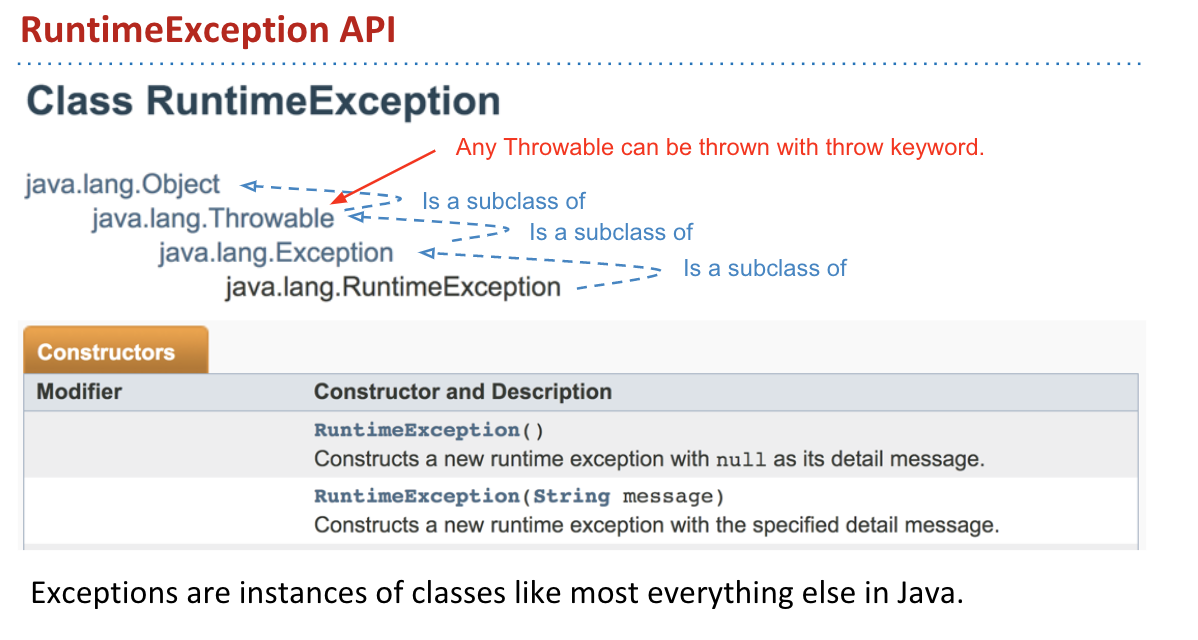 RuntimeException API
Class RuntimeException
Any Throwable can be thrown with throw keyword.
java.lang.Object
Is a subclass of
java.lang.Throwable
Is a subclass of
java.lang.Exception
Is a subclass of
java.lang.RuntimeException
Constructors
Modifier Constructor and Description
RuntimeException()
Constructs a new runtime exception with null as its detail message.
RuntimeException(String message)
Constructs a new runtime exception with the specified detail message.
Exceptions are instances of classes like most everything else in Java.